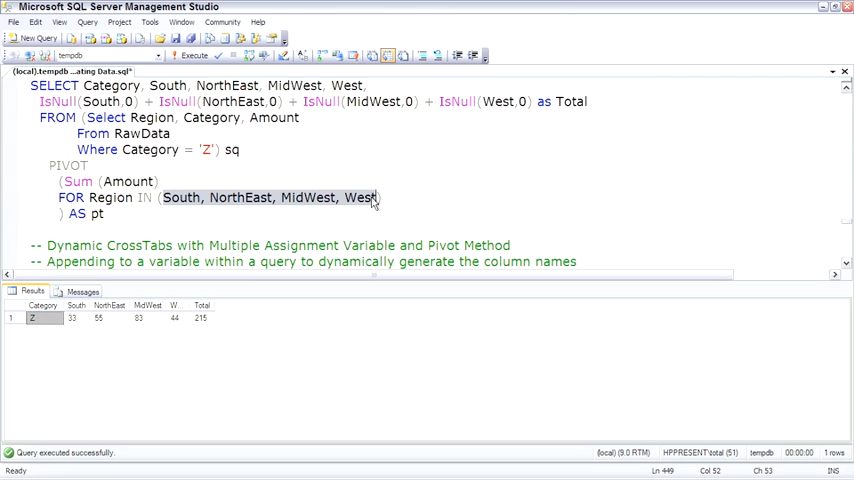 Microsoft SQL Server Management Studio
File Edit View Query Project Tools Window Community Help
New Query
tempdb Execute
(local).tempdb ...ating Data.sql*
SELECT Category, South, NorthEast, MidWest, West,
IsNull(South,0) + IsNull(NorthEast,0) + IsNull(MidWest,0) + IsNull(West,0) as Total
FROM (Select Region, Category, Amount
From RawData
Where Category = 'Z') sq
PIVOT
(Sum (Amount)
FOR Region IN (South, NorthEast, MidWest, West)
) AS pt
-- Dynamic CrossTabs with Multiple Assignment Variable and Pivot Method
-- Appending to a variable within a query to dynamically generate the column names
Results Messages
Category South NorthEast MidWest W... Total
1 Z 33 55 83 44 215
Query executed successfully. (local) (9.0 RTM) HPPRESENT\total (51) tempdb 00:00:00 1 rows
Ready Ln 449 Col 52 Ch 53 INS